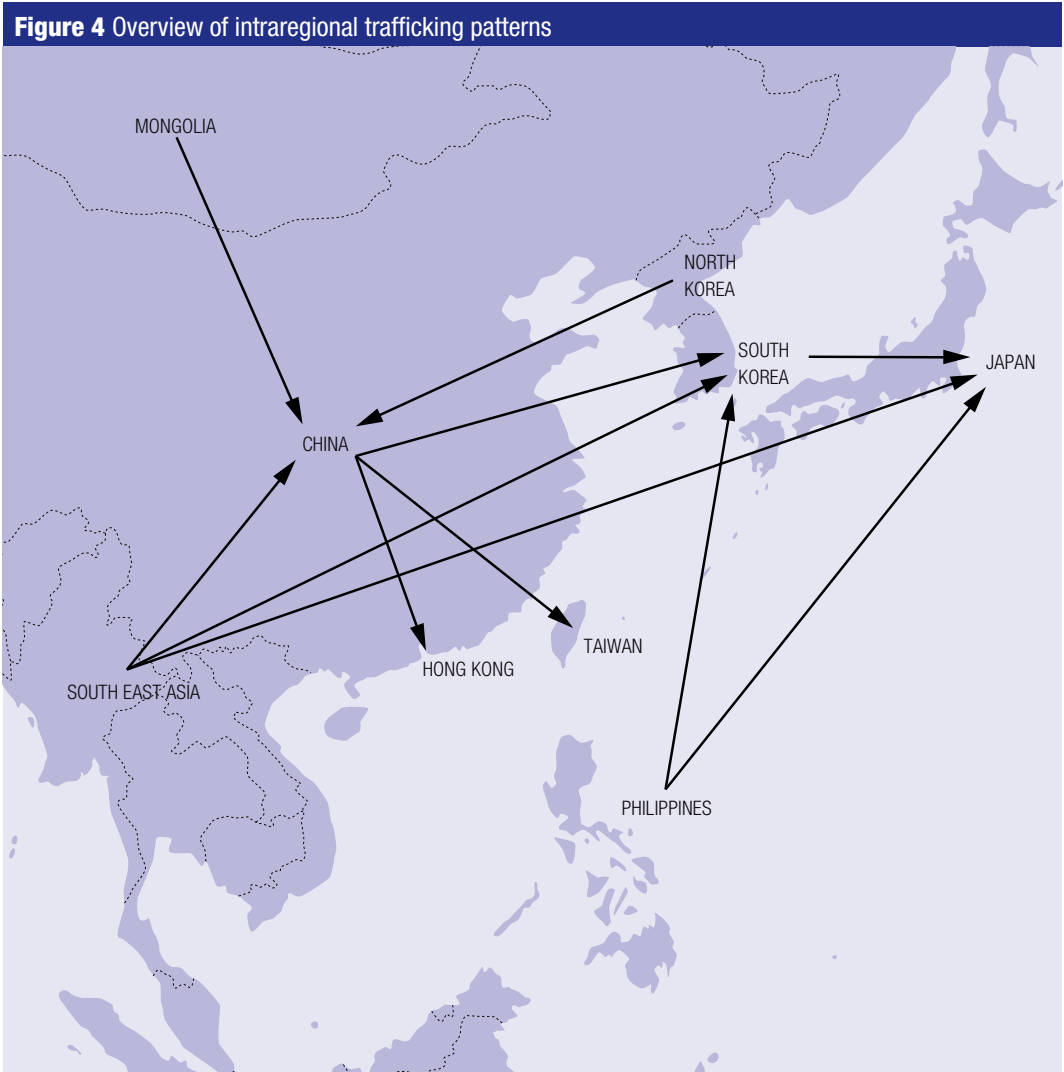 Figure 4 Overview of intraregional trafficking patterns
MONGOLIA
NORTH
KOREA
SOUTH
KOREA
JAPAN
CHINA
TAIWAN
HONG KONG
SOUTH EAST ASIA
PHILIPPINES